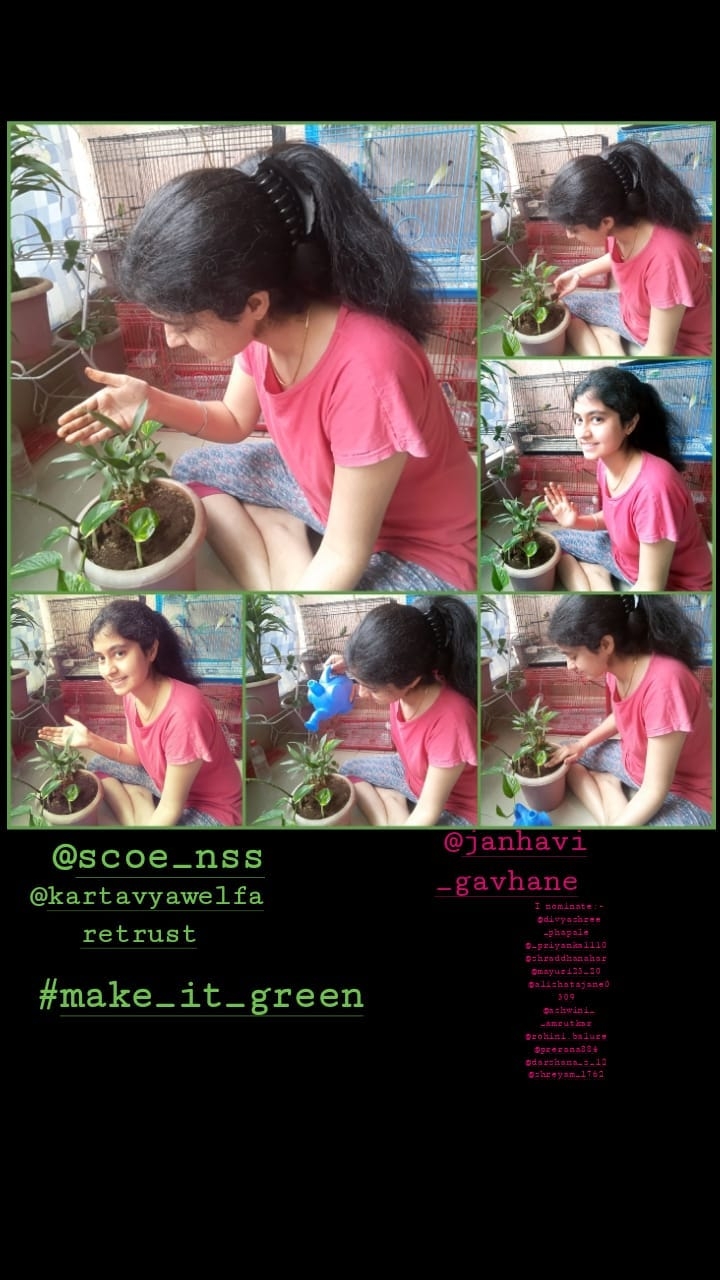 @scoe_nss
@kartavyawelfa
retrust
#make_it_green
@janhavi
_gavhane
I nominate:-
@divyashree
_phapale
@_priyanka1110
@shraddhanahar
@mayuri23_20
@alishatajane0
309
@ashwini_
_amrutkar
@rohini.balure
@prerana884
@darshana_s_12
@shreyam_1762